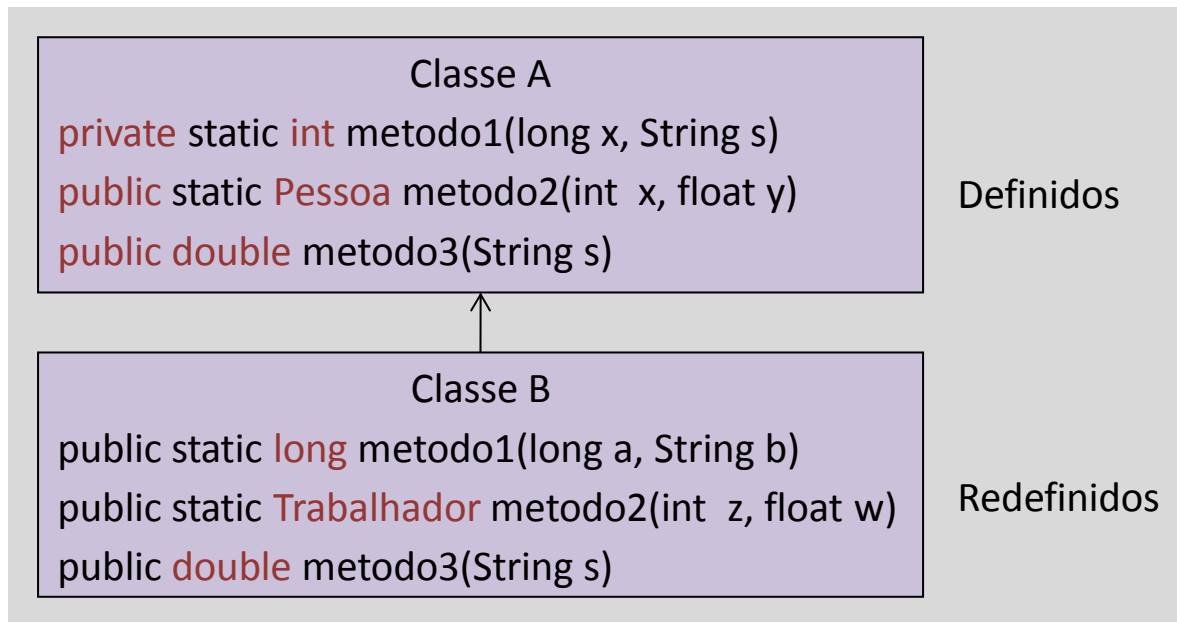 Classe A
private static int metodo1(long x, String s)
public static Pessoa metodo2(int x, float y)
public double metodo3(String s)
Definidos
Classe B
public static long metodo1(long a, String b)
public static Trabalhador metodo2(int z, float w)
public double metodo3(String s)
Redefinidos